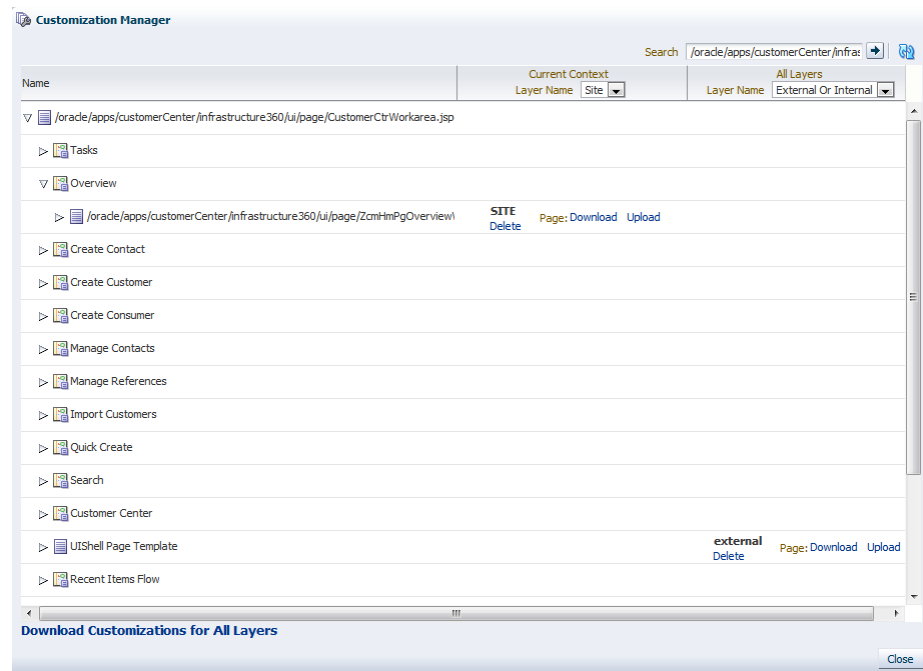 Customization Manager
Search /oracle/apps/customerCenter/infras
Name
Current Context
Layer Name Site
All Layers
Layer Name External Or Internal
/oracle/apps/customerCenter/infrastructure360/ui/page/CustomerCtrWorkarea.jsp
Tasks
Overview
/oracle/apps/customerCenter/infrastructure360/ui/page/ZcmHmPgOverview
SITE
Delete
Page: Download Upload
Create Contact
Create Customer
Create Consumer
Manage Contacts
Manage References
Import Customers
Quick Create
Search
Customer Center
UIShell Page Template
external
Delete
Page: Download Upload
Recent Items Flow
Download Customizations for All Layers
Close